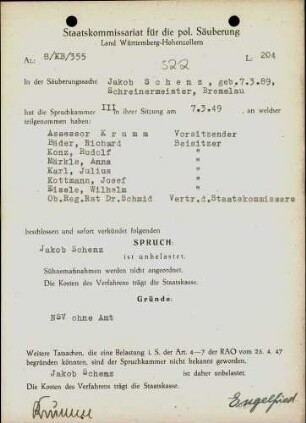 Staatskommissariat für die pol. Säuberung
Land Württemberg-Hohenzollern
Az: 8/KB/355 L. 204
522
In der Säuberungssache Jakob Schenz, geb.7.3.89,
Schreinermeister, Bremelau
hat die Spruchkammer III in ihrer Sitzung am 7.3.49, an welcher
teilgenommen haben:
Assessor Krumm Vorsitzender
Bäder, Richard Beisitzer
Konz, Rudolf "
Märkle, Anna "
Karl, Julius "
Kottmann, Josef "
Eisele, Wilhelm "
Ob.Reg.Rat Dr.Schmid Vertr.d.Staatskommissars
beschlossen und sofort verkündet folgenden
SPRUCH:
Jakob Schenz
ist unbelastet.
Sühnemaßnahmen werden nicht angeordnet.
Die Kosten des Verfahrens trägt die Staatskasse.
Gründe:
NSV ohne Amt
Weitere Tatsachen, die eine Belastung i. S. der Art. 4–7 der RAO vom 25. 4. 47
begründen könnten, sind der Spruchkammer nicht bekannt geworden.
Jakob Schenz ist daher unbelastet.
Die Kosten des Verfahrens trägt die Staatskasse.
Engelfried